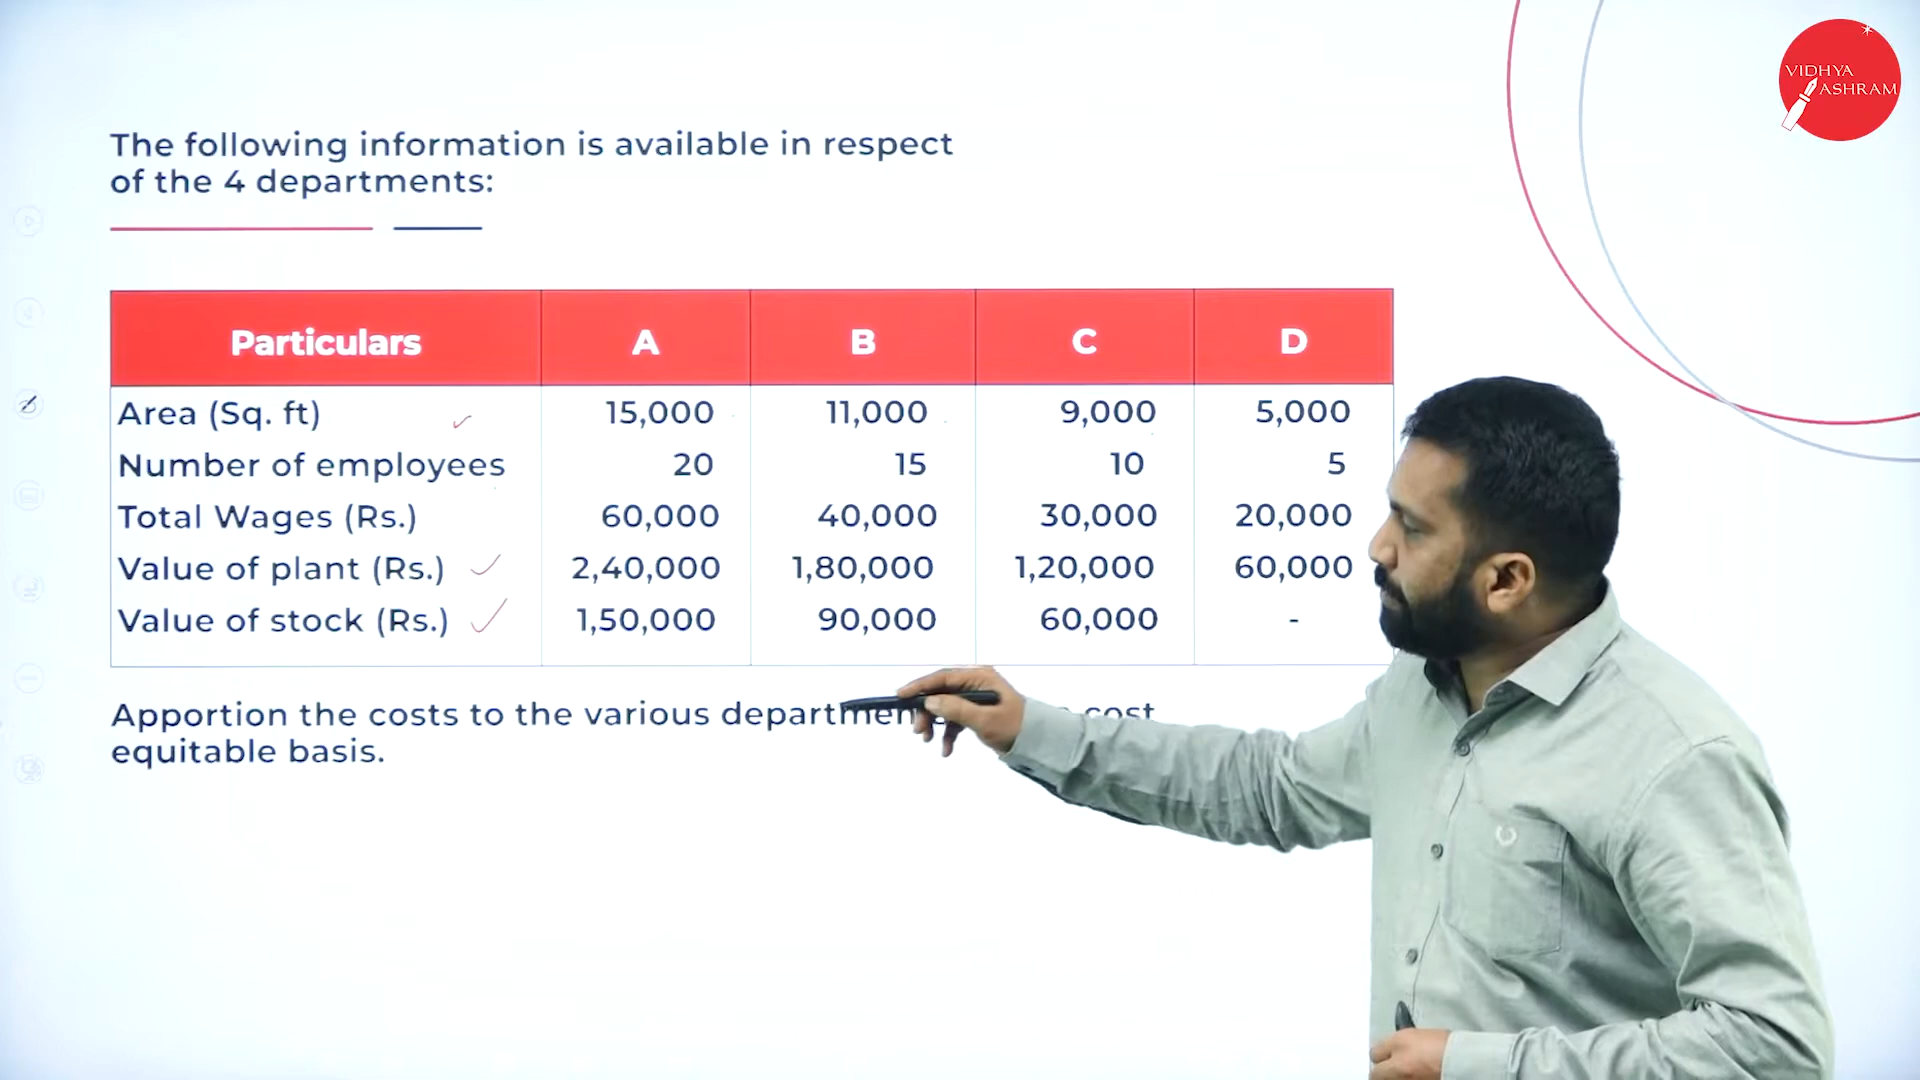 VIDHYA
ASHRAM
The following information is available in respect
of the 4 departments:
Particulars A B C D
Area (Sq. ft) 15,000 11,000 9,000 5,000
Number of employees 20 15 10 5
Total Wages (Rs.) 60,000 40,000 30,000 20,000
Value of plant (Rs.) 2,40,000 1,80,000 1,20,000 60,000
Value of stock (Rs.) 1,50,000 90,000 60,000 -
Apportion the costs to the various cost
equitable basis.